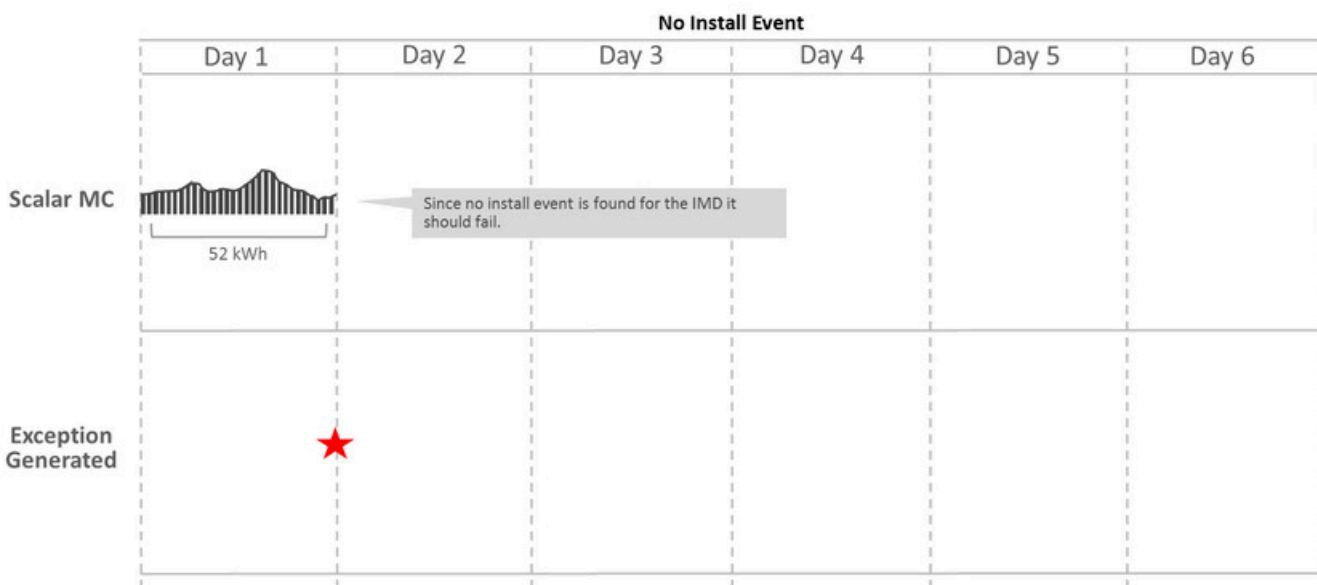 No Install Event
Day 1
Day 2
Day 3
Day 4
Day 5
Day 6
Scalar MC
Since no install event is found for the IMD it
should fail.
52 kWh
Exception
Generated